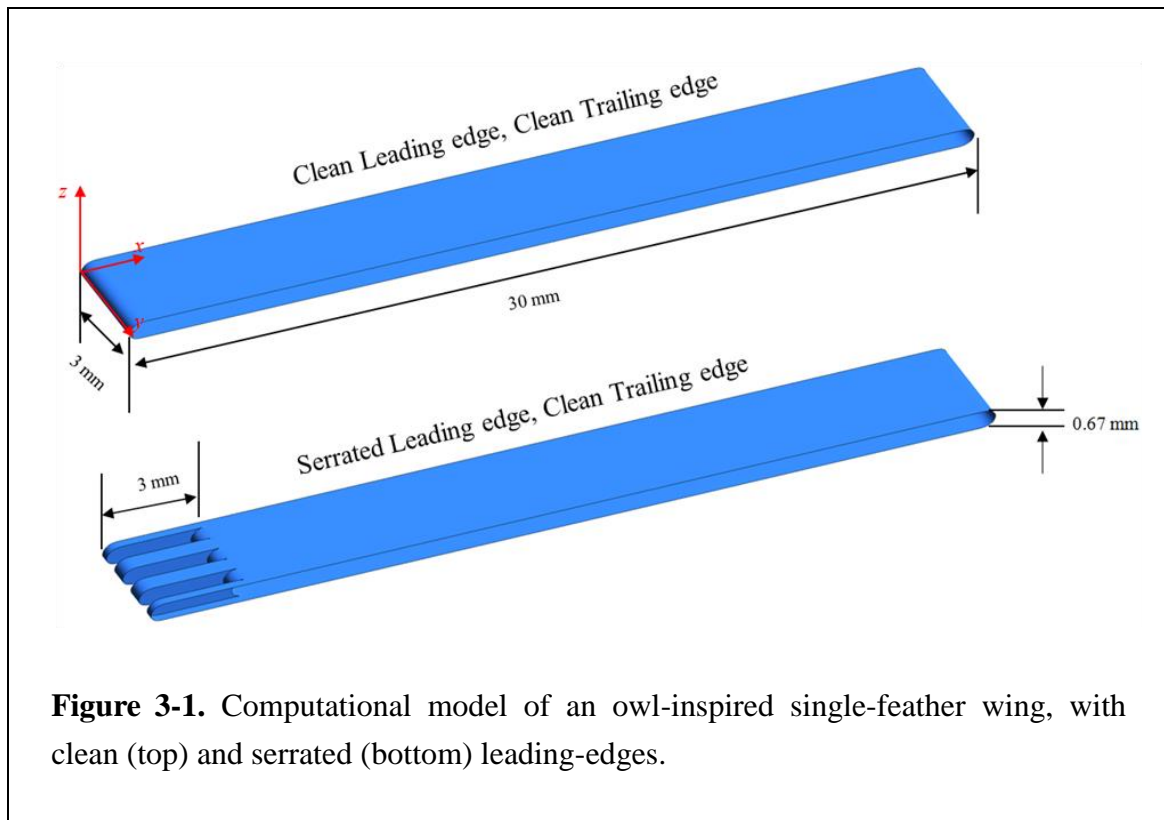 Clean Leading edge, Clean Trailing edge
z
x
y
30 mm
3 mm
Serrated Leading edge, Clean Trailing edge
0.67 mm
3 mm
Figure 3-1. Computational model of an owl-inspired single-feather wing, with
clean (top) and serrated (bottom) leading-edges.